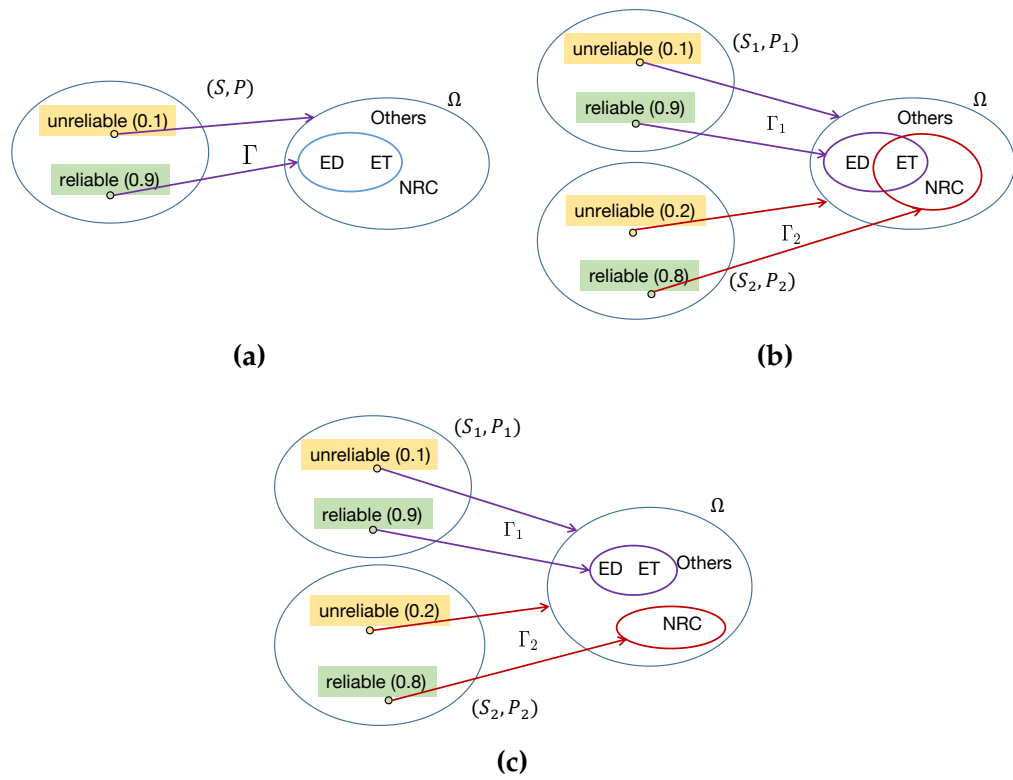 (S, P)
unreliable (0.1)
Γ
reliable (0.9)
Ω
Others
ED ET
NRC
(a)
(S₁, P₁)
unreliable (0.1)
reliable (0.9)
Γ₁
Ω
Others
ED ET
NRC
unreliable (0.2)
Γ₂
reliable (0.8)
(S₂, P₂)
(b)
(S₁, P₁)
unreliable (0.1)
reliable (0.9)
Γ₁
Ω
ED ET Others
NRC
unreliable (0.2)
Γ₂
reliable (0.8)
(S₂, P₂)
(c)